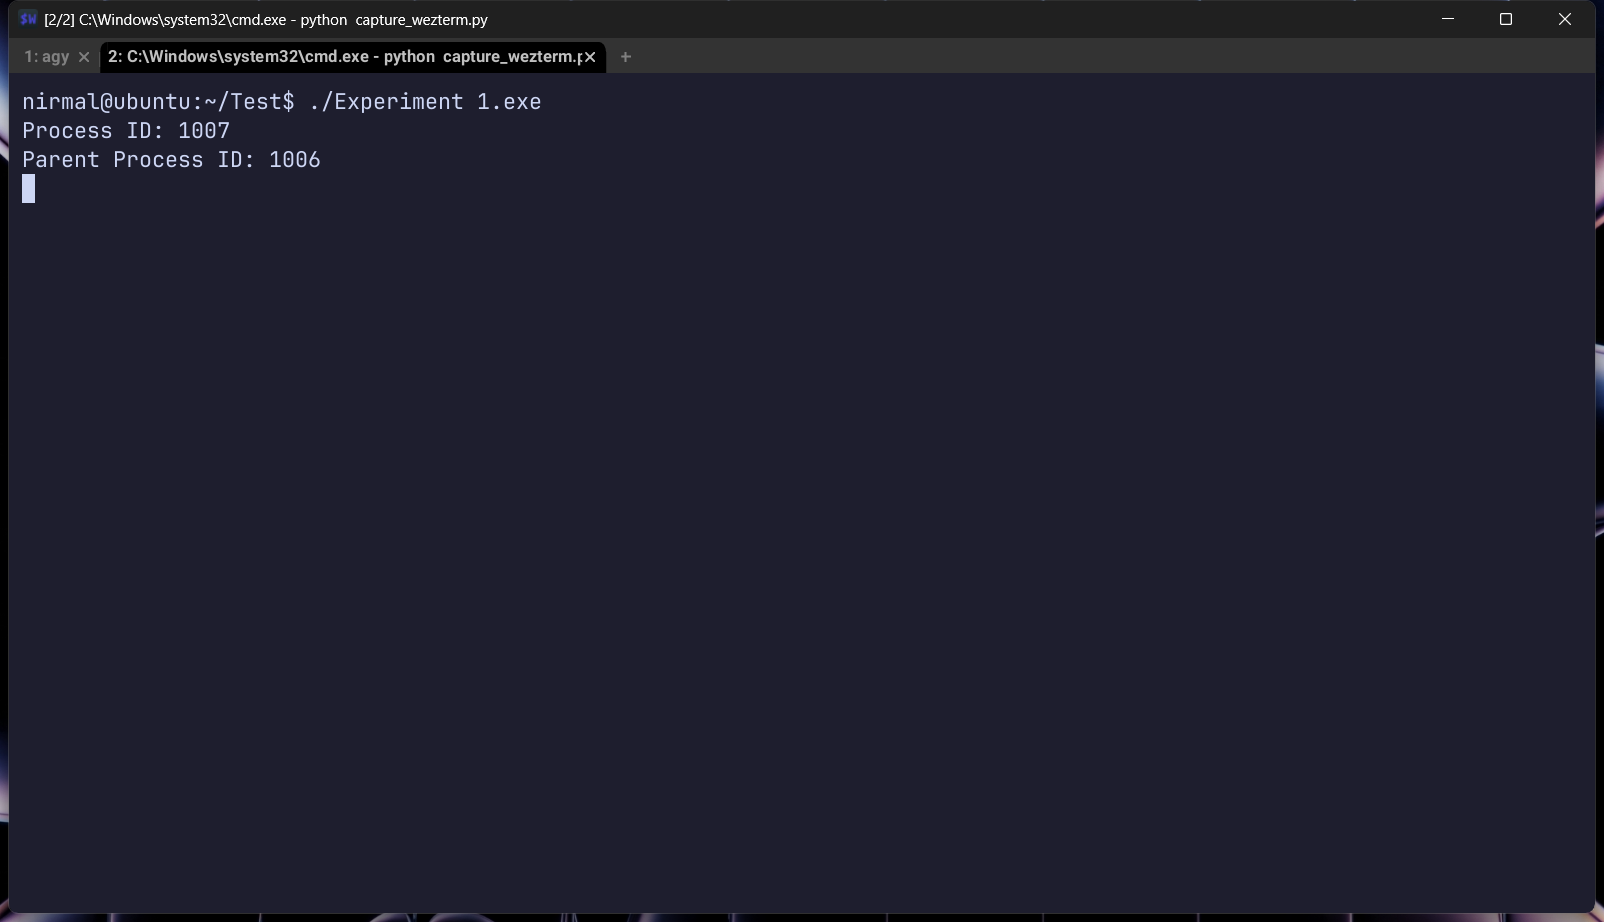 [2/2] C:\Windows\system32\cmd.exe - python  capture_wezterm.py
1: agy
2: C:\Windows\system32\cmd.exe - python  capture_wezterm.p
nirmal@ubuntu:~/Test$ ./Experiment 1.exe
Process ID: 1007
Parent Process ID: 1006